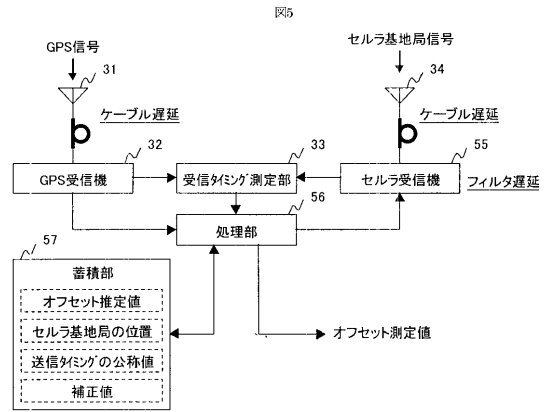 図5
GPS信号
セルラ基地局信号
31
34
ケーブル遅延
ケーブル遅延
32
33
55
GPS受信機
受信タイミング測定部
セルラ受信機
フィルタ遅延
56
処理部
57
蓄積部
オフセット推定値
セルラ基地局の位置
送信タイミングの公称値
補正値
オフセット測定値